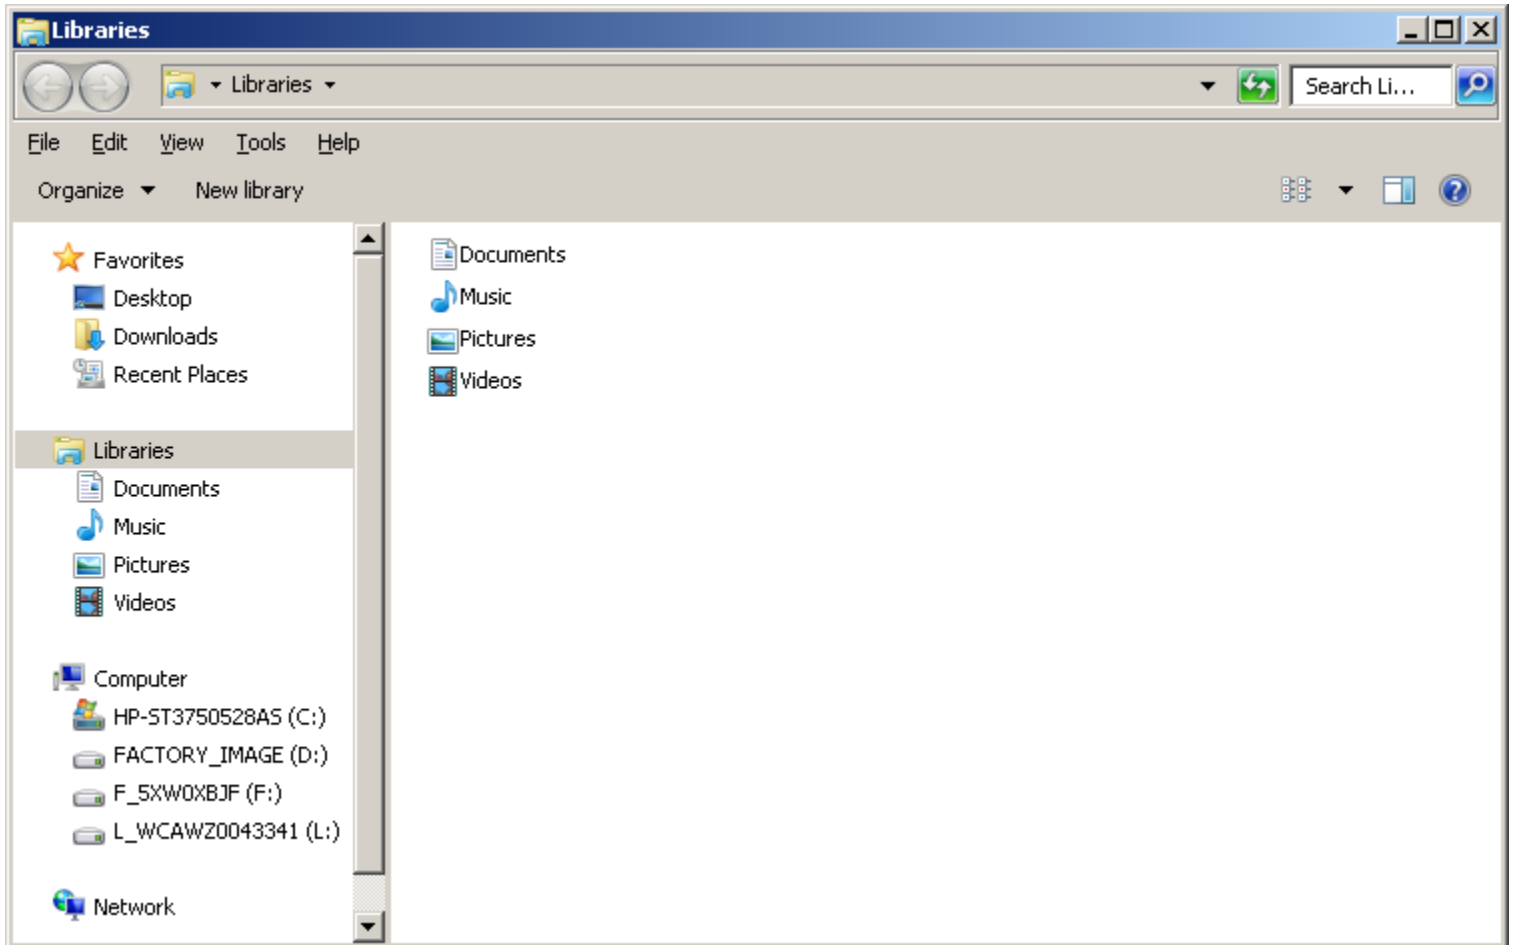 Libraries
Libraries
Search Li...
File Edit View Tools Help
Organize New library
Favorites
Desktop
Downloads
Recent Places
Libraries
Documents
Music
Pictures
Videos
Computer
HP-ST3750528AS (C:)
FACTORY_IMAGE (D:)
F_5XW0XBJF (F:)
L_WCAWZ0043341 (L:)
Network
Documents
Music
Pictures
Videos